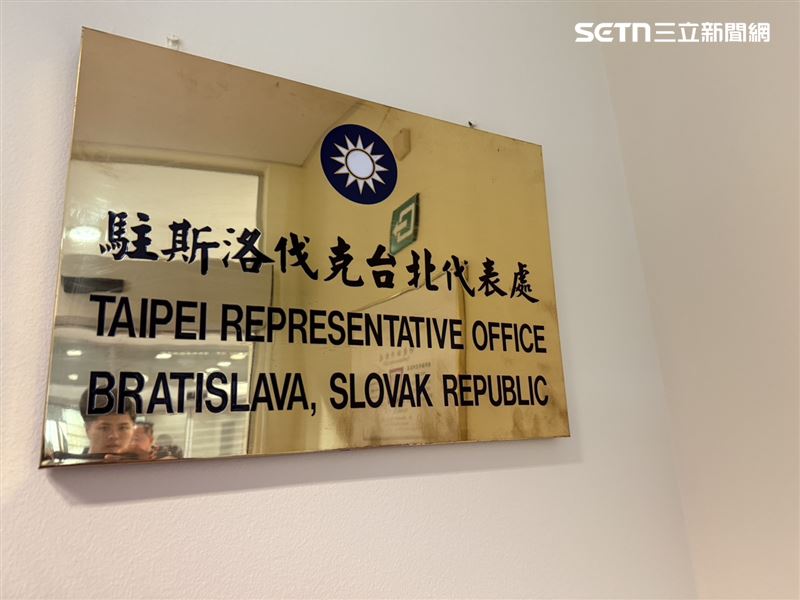 SETN三立新聞網
駐斯洛伐克台北代表處
TAIPEI REPRESENTATIVE OFFICE
BRATISLAVA, SLOVAK REPUBLIC